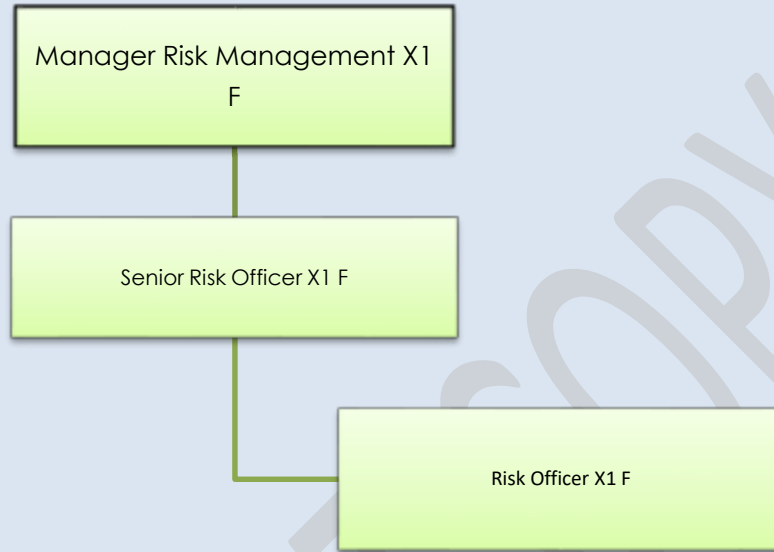 Manager Risk Management X1
F
Senior Risk Officer X1 F
Risk Officer X1 F